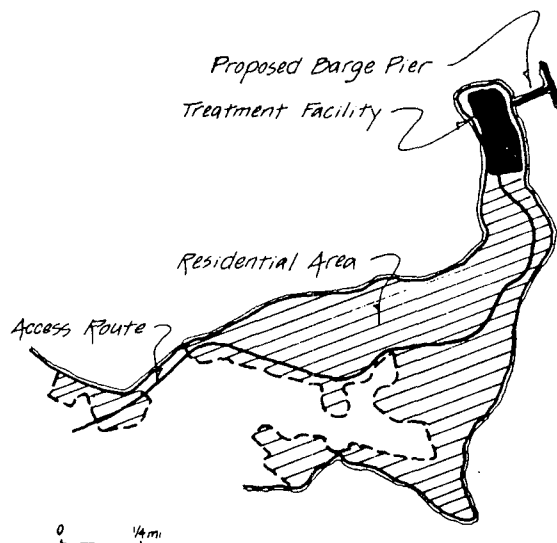 Proposed Barge Pier
Treatment Facility
Residential Area
Access Route
0 1/4 mi